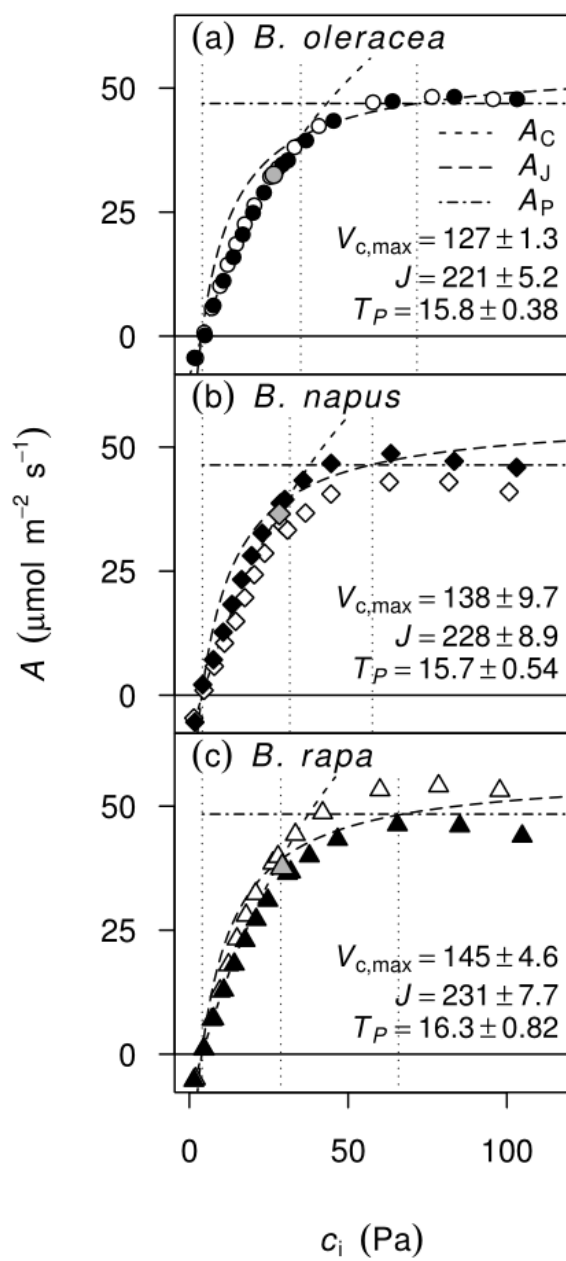 (a) B. oleracea
50
A_C
A_J
25
A_P
V_c,max = 127 ± 1.3
J = 221 ± 5.2
T_P = 15.8 ± 0.38
0
(b) B. napus
50
25
V_c,max = 138 ± 9.7
J = 228 ± 8.9
T_P = 15.7 ± 0.54
0
A (μmol m⁻² s⁻¹)
(c) B. rapa
50
25
V_c,max = 145 ± 4.6
J = 231 ± 7.7
T_P = 16.3 ± 0.82
0
0 50 100
c_i (Pa)